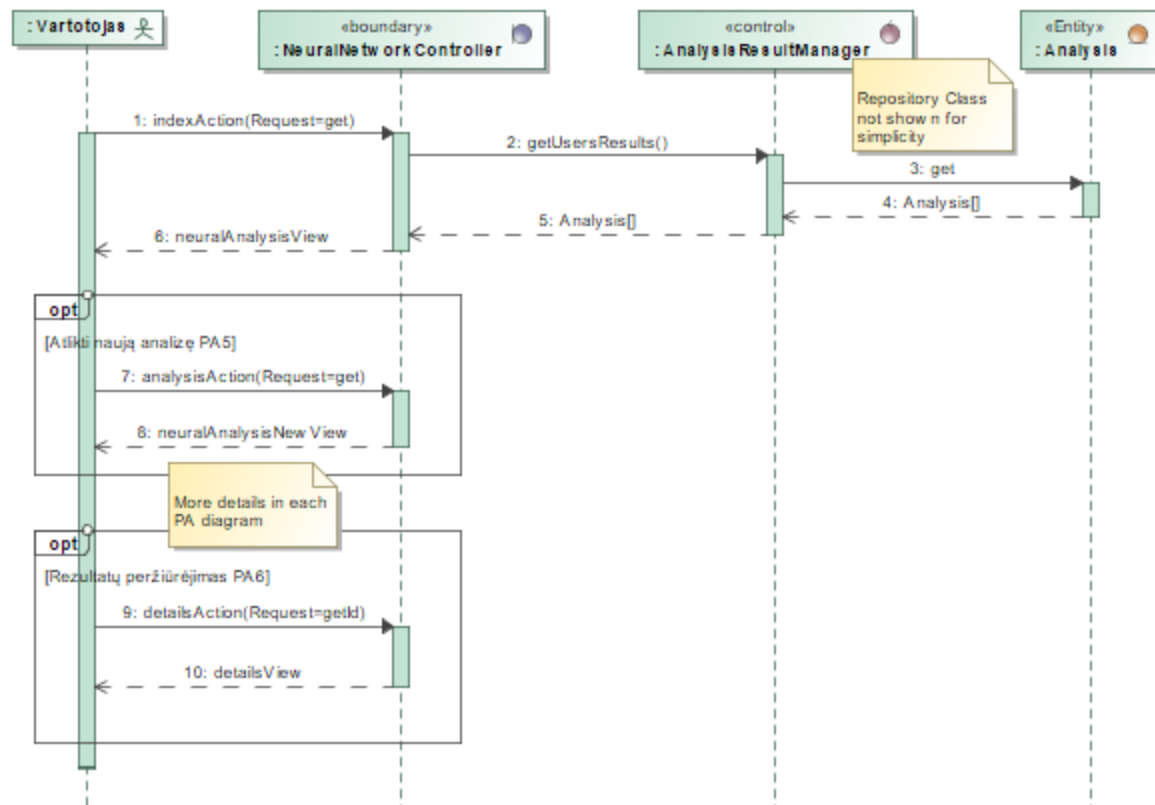 : Vartotojas
«boundary»
: NeuralNetworkController
«control»
: AnalysisResultManager
«Entity»
: Analysis
Repository Class
not shown for
simplicity
1: indexAction(Request=get)
2: getUsersResults()
3: get
4: Analysis[]
5: Analysis[]
6: neuralAnalysisView
opt
[Atlikti naują analizę PA5]
7: analysisAction(Request=get)
8: neuralAnalysisNewView
More details in each
PA diagram
opt
[Rezultatų peržiūrėjimas PA6]
9: detailsAction(Request=getId)
10: detailsView